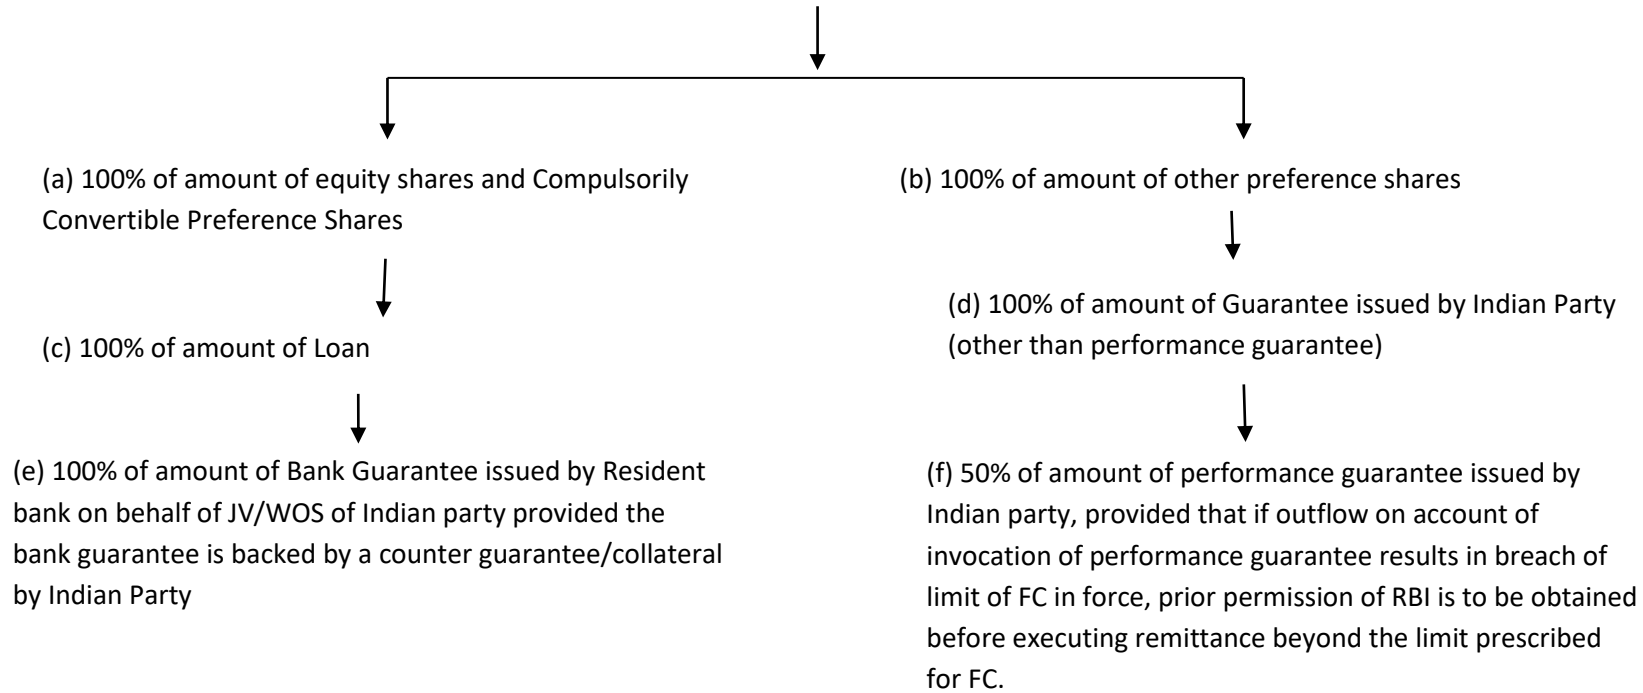 (a) 100% of amount of equity shares and Compulsorily
Convertible Preference Shares
(b) 100% of amount of other preference shares
(c) 100% of amount of Loan
(d) 100% of amount of Guarantee issued by Indian Party
(other than performance guarantee)
(e) 100% of amount of Bank Guarantee issued by Resident
bank on behalf of JV/WOS of Indian party provided the
bank guarantee is backed by a counter guarantee/collateral
by Indian Party
(f) 50% of amount of performance guarantee issued by
Indian party, provided that if outflow on account of
invocation of performance guarantee results in breach of
limit of FC in force, prior permission of RBI is to be obtained
before executing remittance beyond the limit prescribed
for FC.